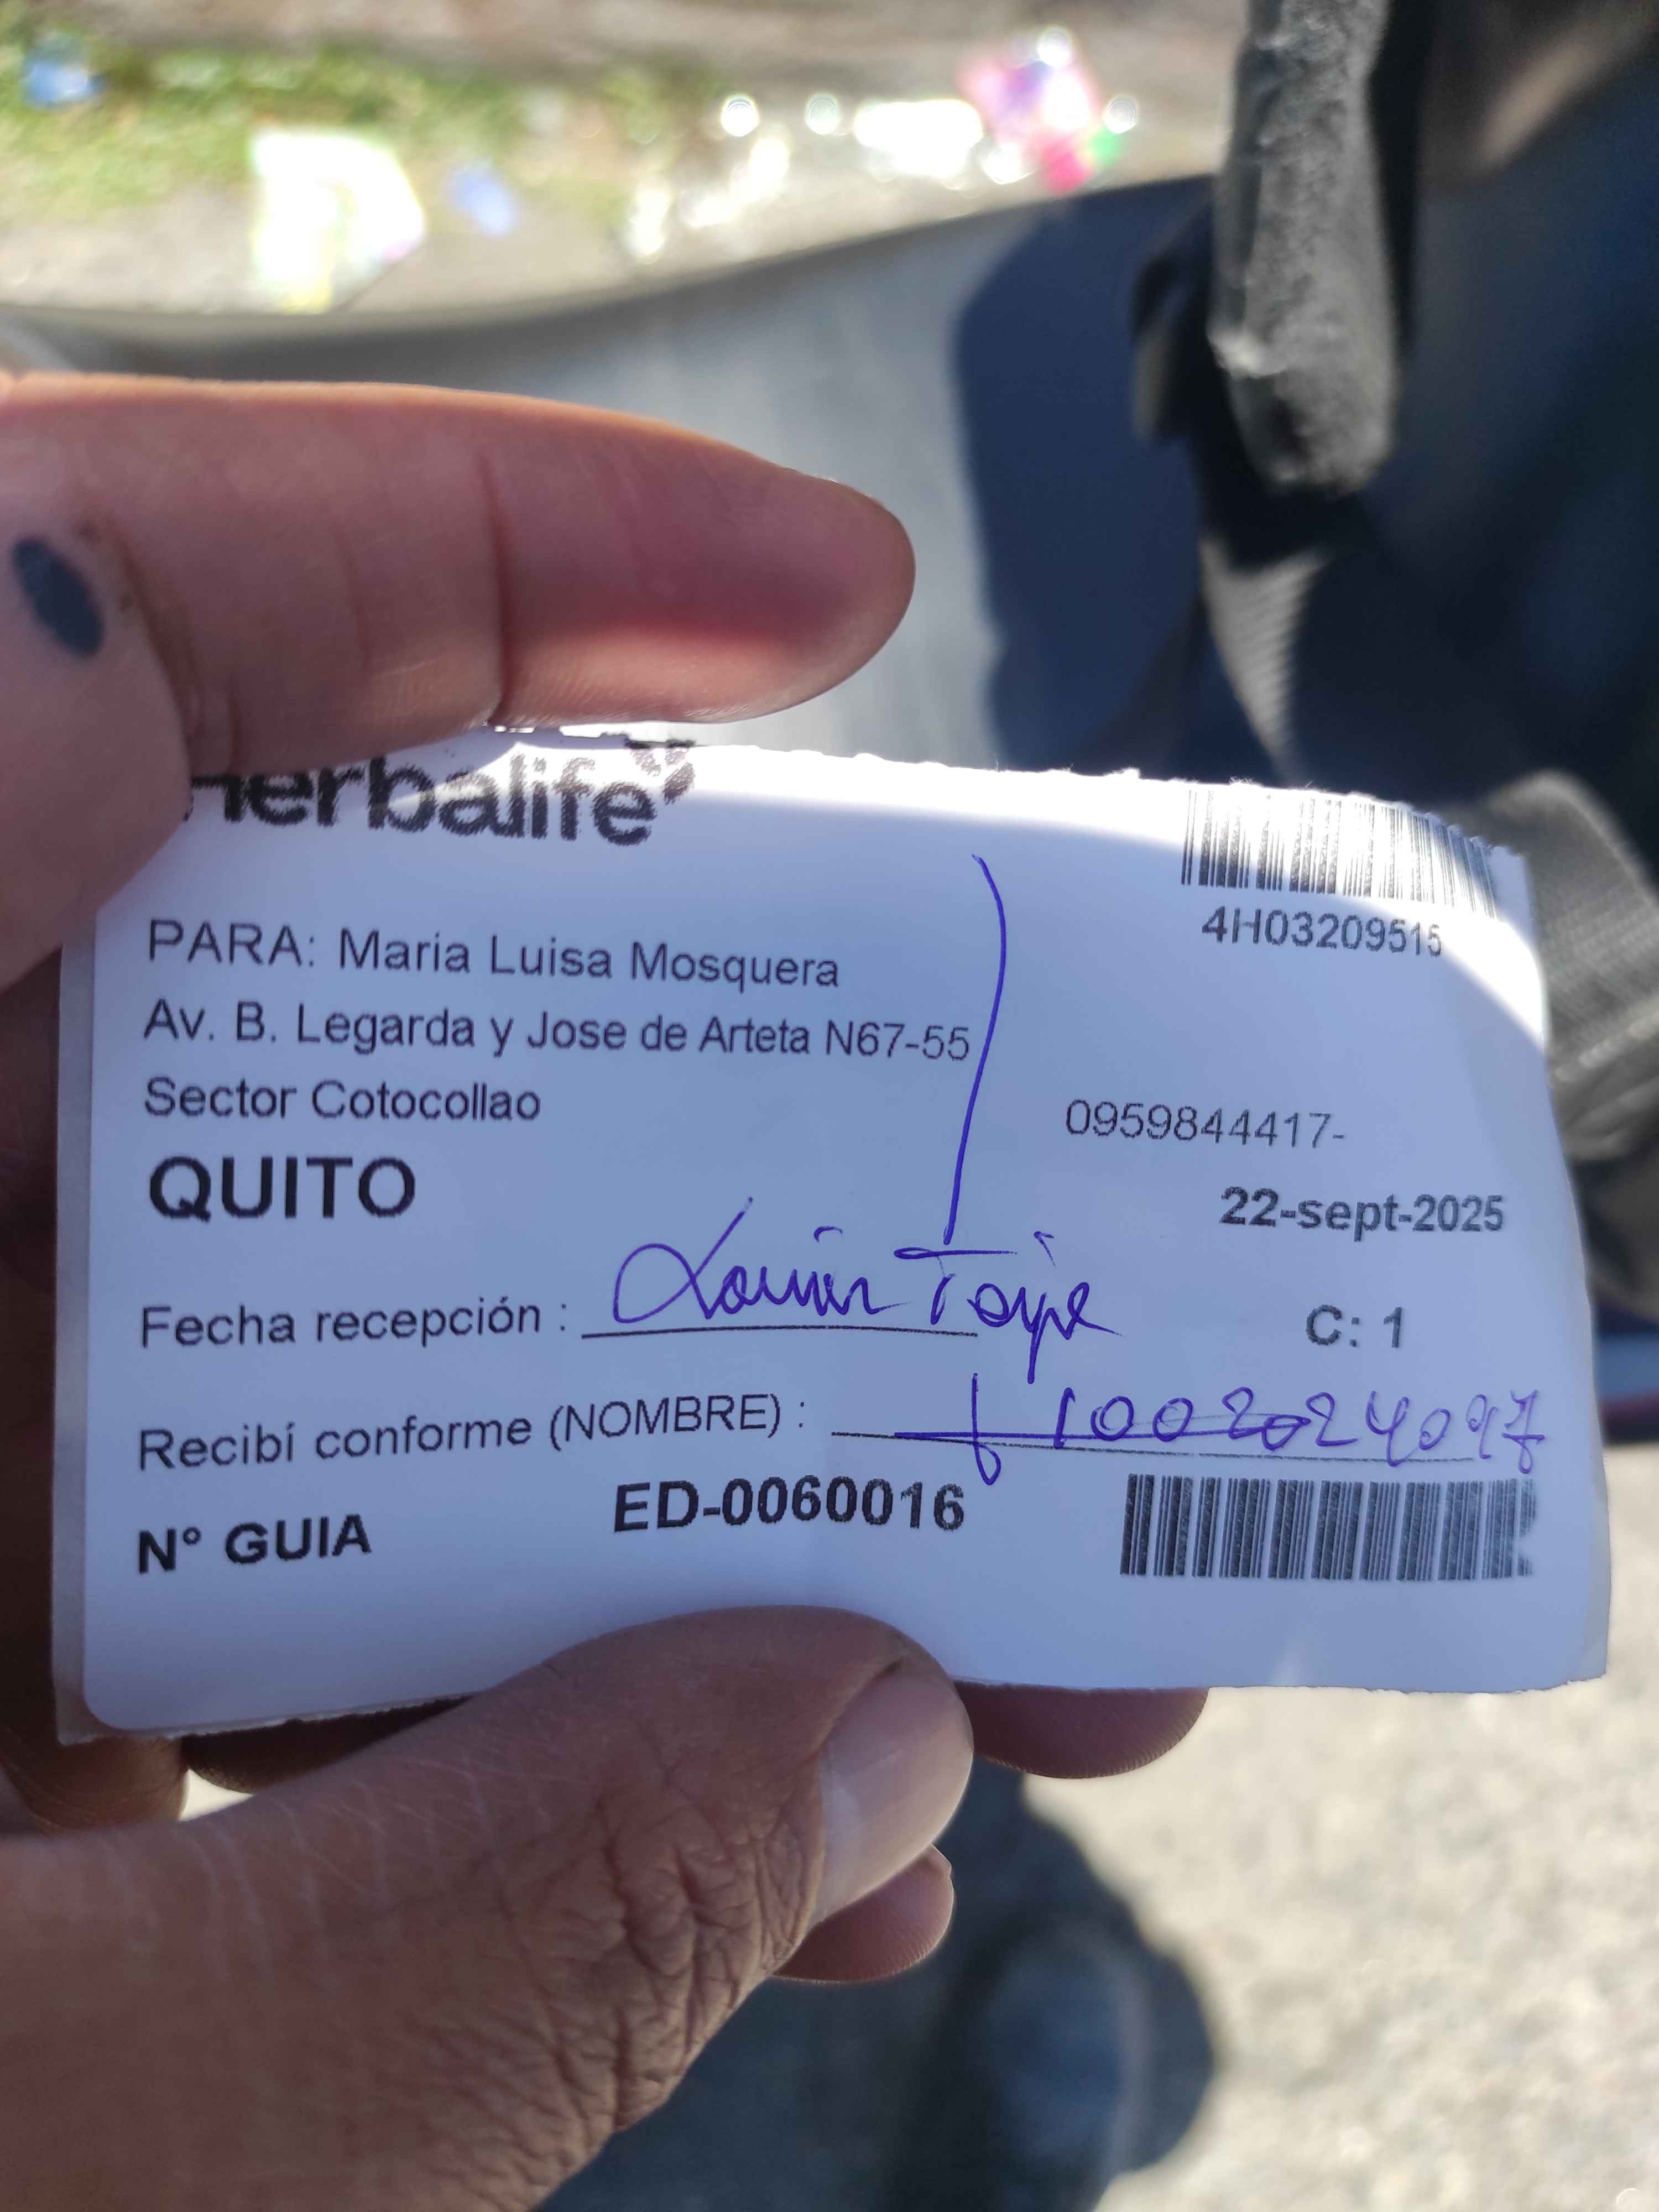 herbalife
4H03209515
PARA: Maria Luisa Mosquera
Av. B. Legarda y Jose de Arteta N67-55
Sector Cotocollao
0959844417-
QUITO
22-sept-2025
Fecha recepción :
C: 1
Recibí conforme (NOMBRE) : 1002024097
N° GUIA ED-0060016